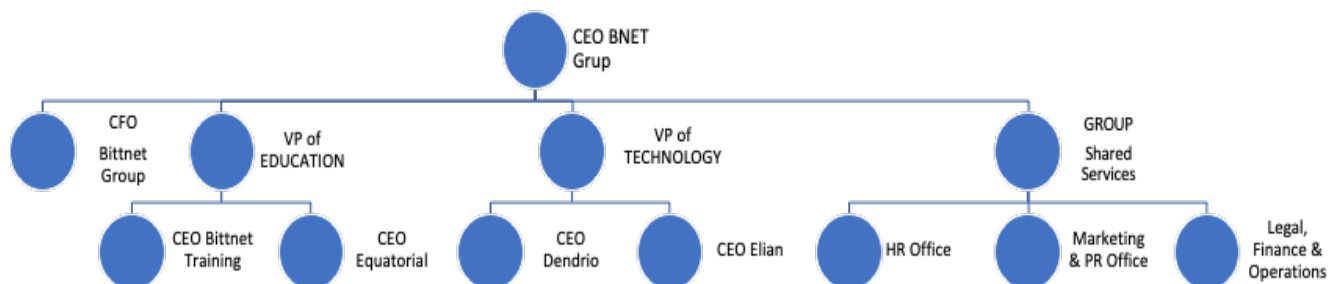 CEO BNET
Grup
CFO
Bittnet
Group
VP of
EDUCATION
VP of
TECHNOLOGY
GROUP
Shared
Services
CEO Bittnet
Training
CEO
Equatorial
CEO
Dendrio
CEO Elian
HR Office
Marketing
& PR Office
Legal,
Finance &
Operations